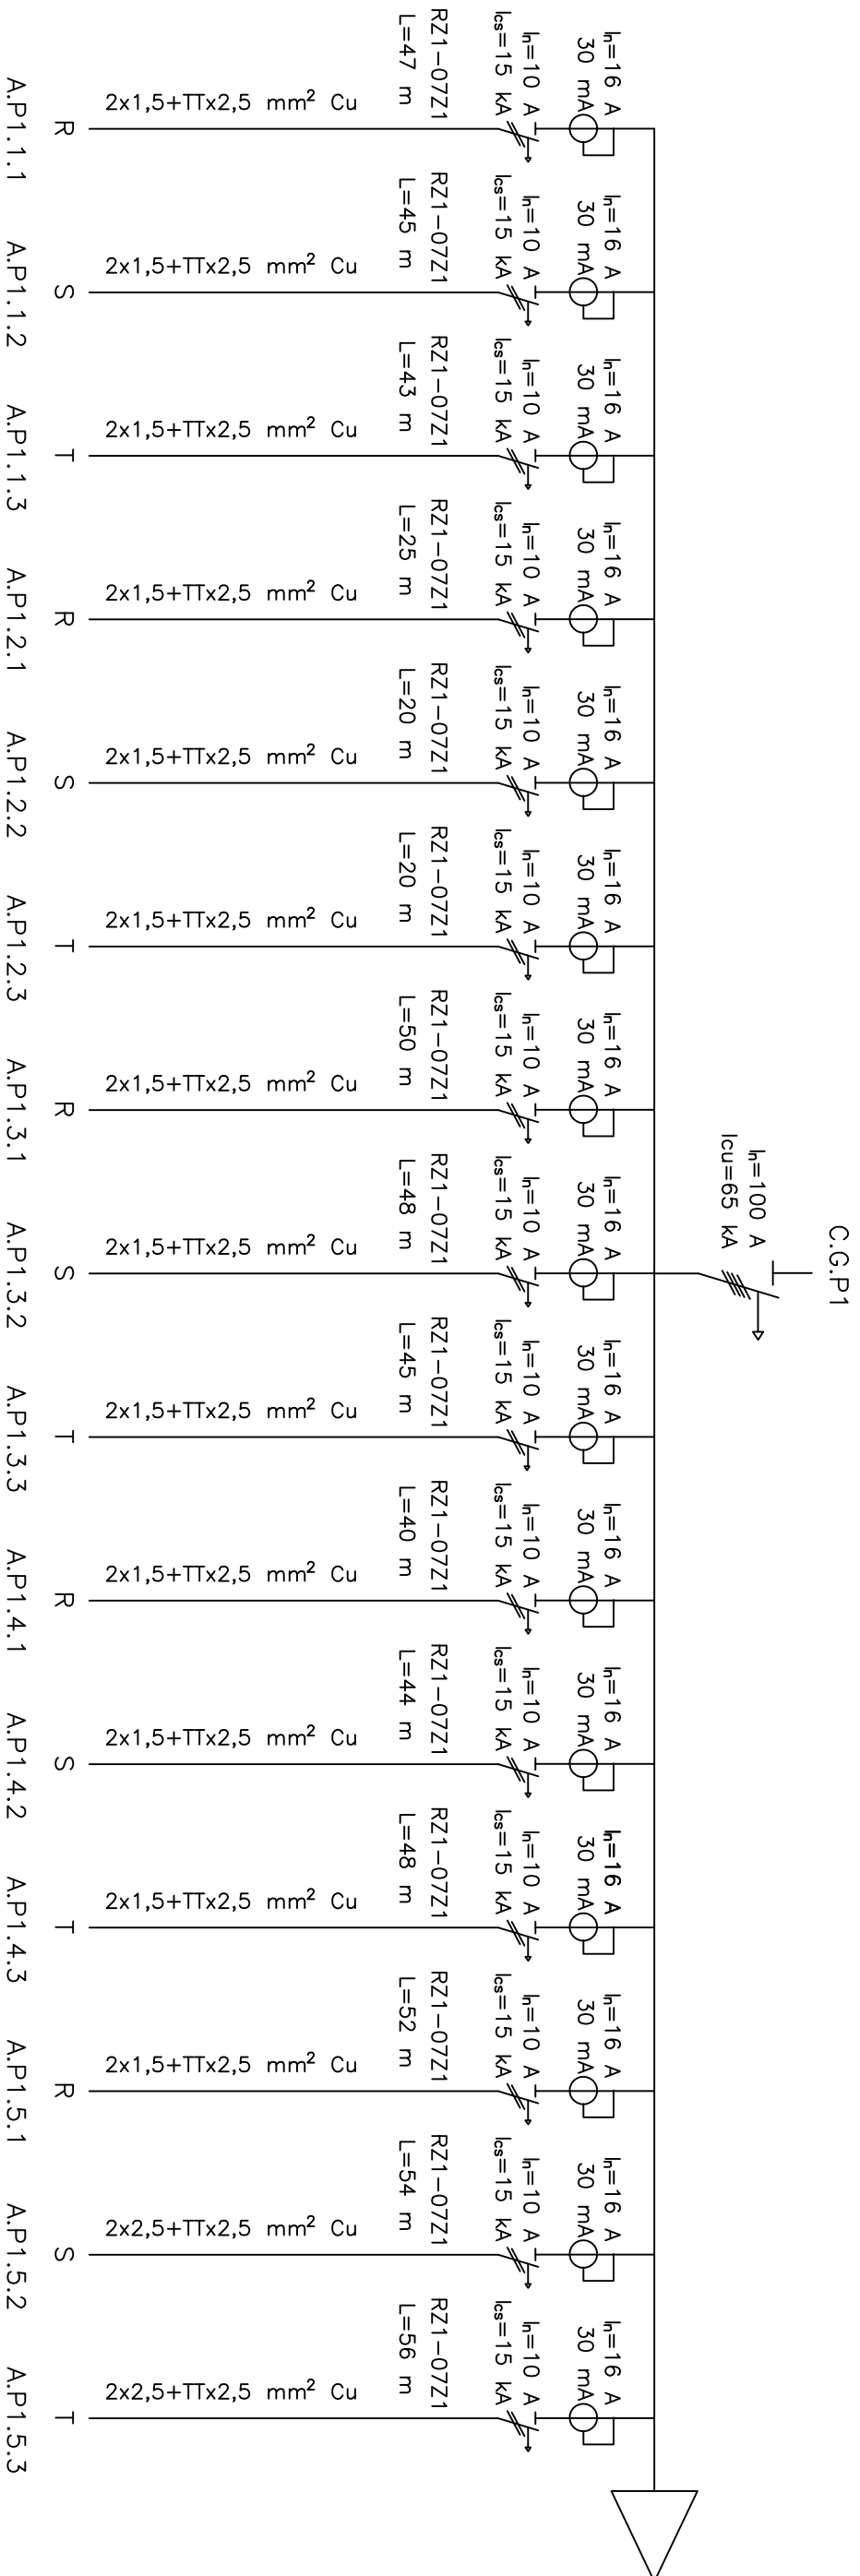 C.G.P1
In=100 A
Icu=65 kA
In=16 A
30 mA
In=10 A
Ics=15 kA
RZ1-07Z1
L=47 m
2x1,5+TTx2,5 mm² Cu
R
A.P1.1.1
In=16 A
30 mA
In=10 A
Ics=15 kA
RZ1-07Z1
L=45 m
2x1,5+TTx2,5 mm² Cu
S
A.P1.1.2
In=16 A
30 mA
In=10 A
Ics=15 kA
RZ1-07Z1
L=43 m
2x1,5+TTx2,5 mm² Cu
T
A.P1.1.3
In=16 A
30 mA
In=10 A
Ics=15 kA
RZ1-07Z1
L=25 m
2x1,5+TTx2,5 mm² Cu
R
A.P1.2.1
In=16 A
30 mA
In=10 A
Ics=15 kA
RZ1-07Z1
L=20 m
2x1,5+TTx2,5 mm² Cu
S
A.P1.2.2
In=16 A
30 mA
In=10 A
Ics=15 kA
RZ1-07Z1
L=20 m
2x1,5+TTx2,5 mm² Cu
T
A.P1.2.3
In=16 A
30 mA
In=10 A
Ics=15 kA
RZ1-07Z1
L=50 m
2x1,5+TTx2,5 mm² Cu
R
A.P1.3.1
In=16 A
30 mA
In=10 A
Ics=15 kA
RZ1-07Z1
L=48 m
2x1,5+TTx2,5 mm² Cu
S
A.P1.3.2
In=16 A
30 mA
In=10 A
Ics=15 kA
RZ1-07Z1
L=45 m
2x1,5+TTx2,5 mm² Cu
T
A.P1.3.3
In=16 A
30 mA
In=10 A
Ics=15 kA
RZ1-07Z1
L=40 m
2x1,5+TTx2,5 mm² Cu
R
A.P1.4.1
In=16 A
30 mA
In=10 A
Ics=15 kA
RZ1-07Z1
L=44 m
2x1,5+TTx2,5 mm² Cu
S
A.P1.4.2
In=16 A
30 mA
In=10 A
Ics=15 kA
RZ1-07Z1
L=48 m
2x1,5+TTx2,5 mm² Cu
T
A.P1.4.3
In=16 A
30 mA
In=10 A
Ics=15 kA
RZ1-07Z1
L=52 m
2x1,5+TTx2,5 mm² Cu
R
A.P1.5.1
In=16 A
30 mA
In=10 A
Ics=15 kA
RZ1-07Z1
L=54 m
2x2,5+TTx2,5 mm² Cu
S
A.P1.5.2
In=16 A
30 mA
In=10 A
Ics=15 kA
RZ1-07Z1
L=56 m
2x2,5+TTx2,5 mm² Cu
T
A.P1.5.3